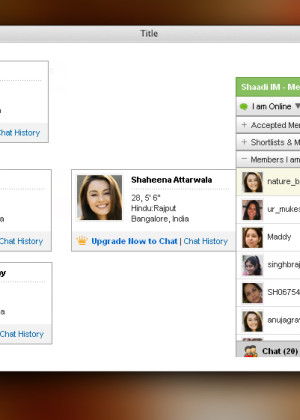 Title
Chat History
Shaheena Attarwala
28, 5' 6"
Hindu:Rajput
Bangalore, India
Upgrade Now to Chat | Chat History
Chat History
Chat History
Shaadi IM - Me
I am Online
+ Accepted Mem
+ Shortlists & M
− Members I am
nature_b
ur_mukes
Maddy
singhbraj
SH06754
anujagrav
Chat (20)